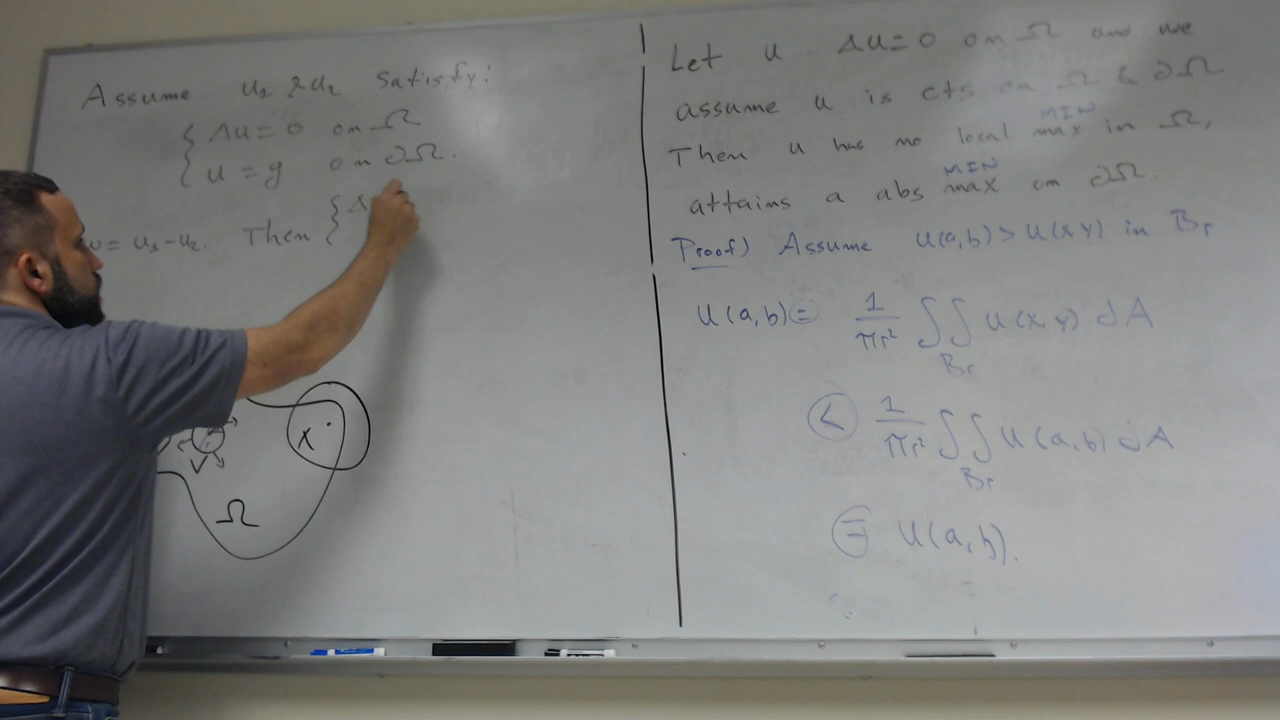 Assume u₁ & u₂ satisfy:
{ Δu = 0 on Ω
u = g on ∂Ω.
w = u₁ - u₂. Then { Δ
X
V
Ω
Let u Δu = 0 on Ω and we
assume u is cts on Ω & ∂Ω
MIN
Then u has no local max in Ω,
MIN
attains a abs max on ∂Ω.
Proof) Assume u(a,b) > u(x,y) in Br
u(a,b) = 1/πr² ∫∫Br u(x,y) dA
< 1/πr² ∫∫Br u(a,b) dA
= u(a,b).